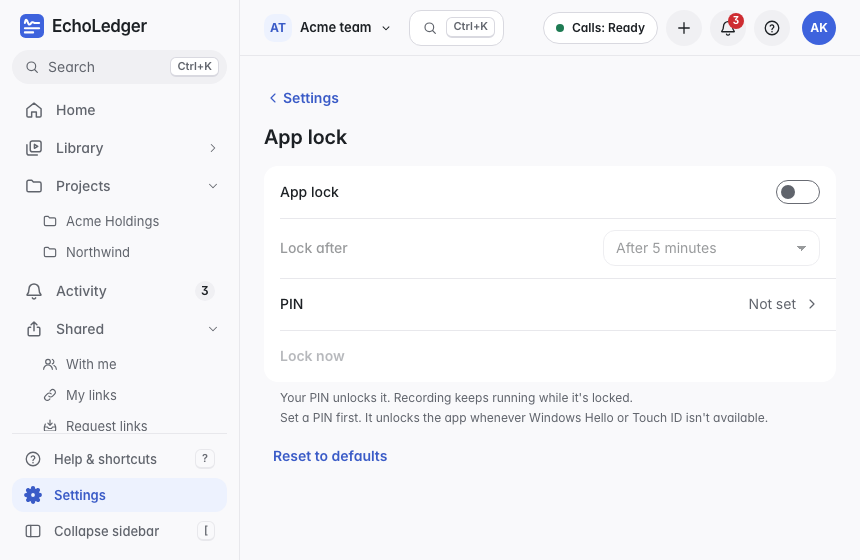 EchoLedger
Search Ctrl+K
Home
Library
Projects
Acme Holdings
Northwind
Activity 3
Shared
With me
My links
Request links
Help & shortcuts ?
Settings
Collapse sidebar [
AT Acme team Ctrl+K Calls: Ready 3 AK
Settings
App lock
App lock
Lock after After 5 minutes
PIN Not set
Lock now
Your PIN unlocks it. Recording keeps running while it's locked.
Set a PIN first. It unlocks the app whenever Windows Hello or Touch ID isn't available.
Reset to defaults